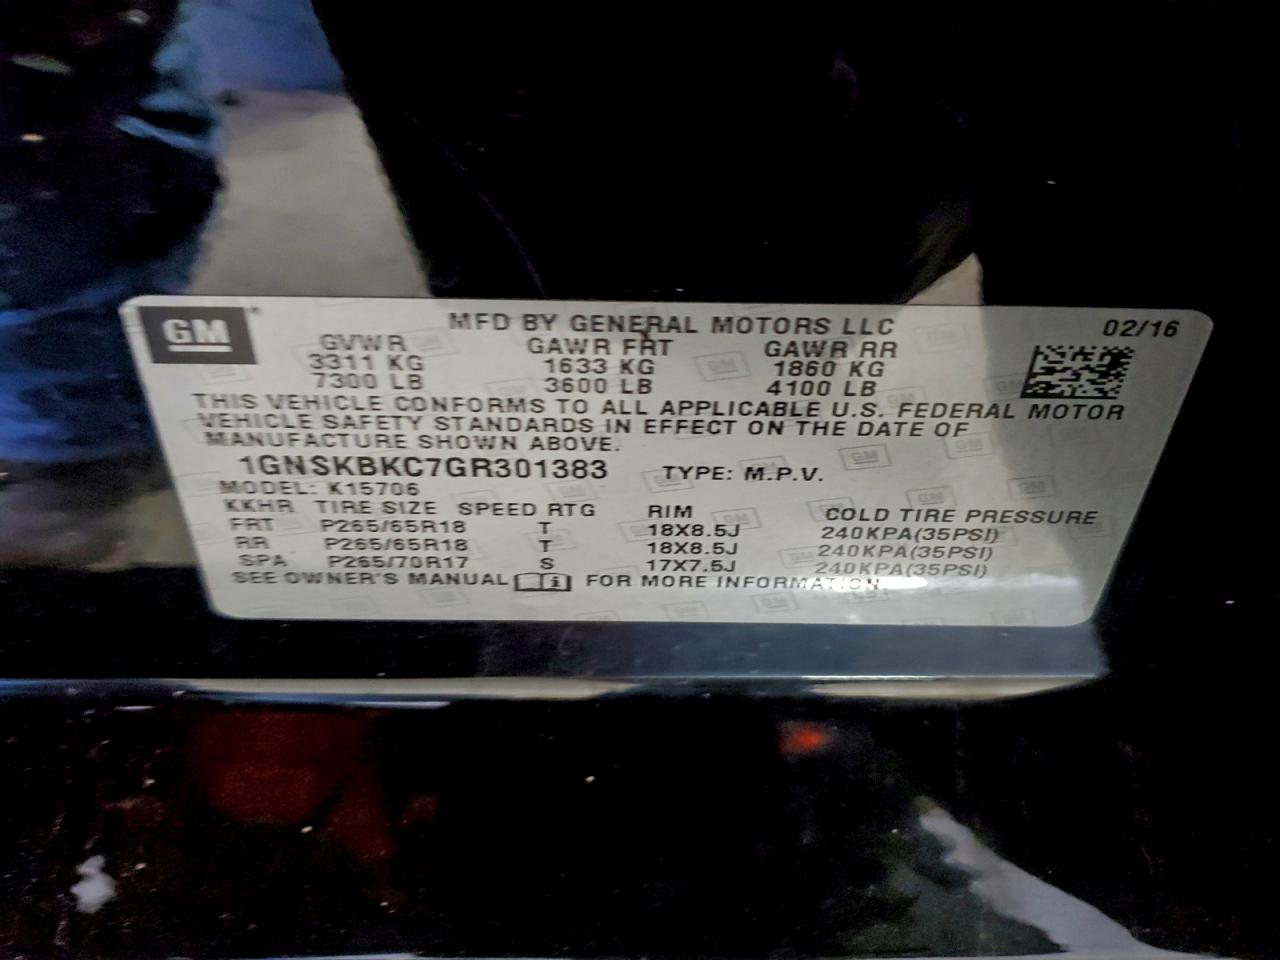 GM
MFD BY GENERAL MOTORS LLC 02/16
GVWR GAWR FRT GAWR RR
3311 KG 1633 KG 1860 KG
7300 LB 3600 LB 4100 LB
THIS VEHICLE CONFORMS TO ALL APPLICABLE U.S. FEDERAL MOTOR
VEHICLE SAFETY STANDARDS IN EFFECT ON THE DATE OF
MANUFACTURE SHOWN ABOVE.
1GNSKBKC7GR301383 TYPE: M.P.V.
MODEL: K15706
KKHR TIRE SIZE SPEED RTG RIM COLD TIRE PRESSURE
FRT P265/65R18 T 18X8.5J 240KPA(35PSI)
RR P265/65R18 T 18X8.5J 240KPA(35PSI)
SPA P265/70R17 S 17X7.5J 240KPA(35PSI)
SEE OWNER'S MANUAL i FOR MORE INFORMATION.